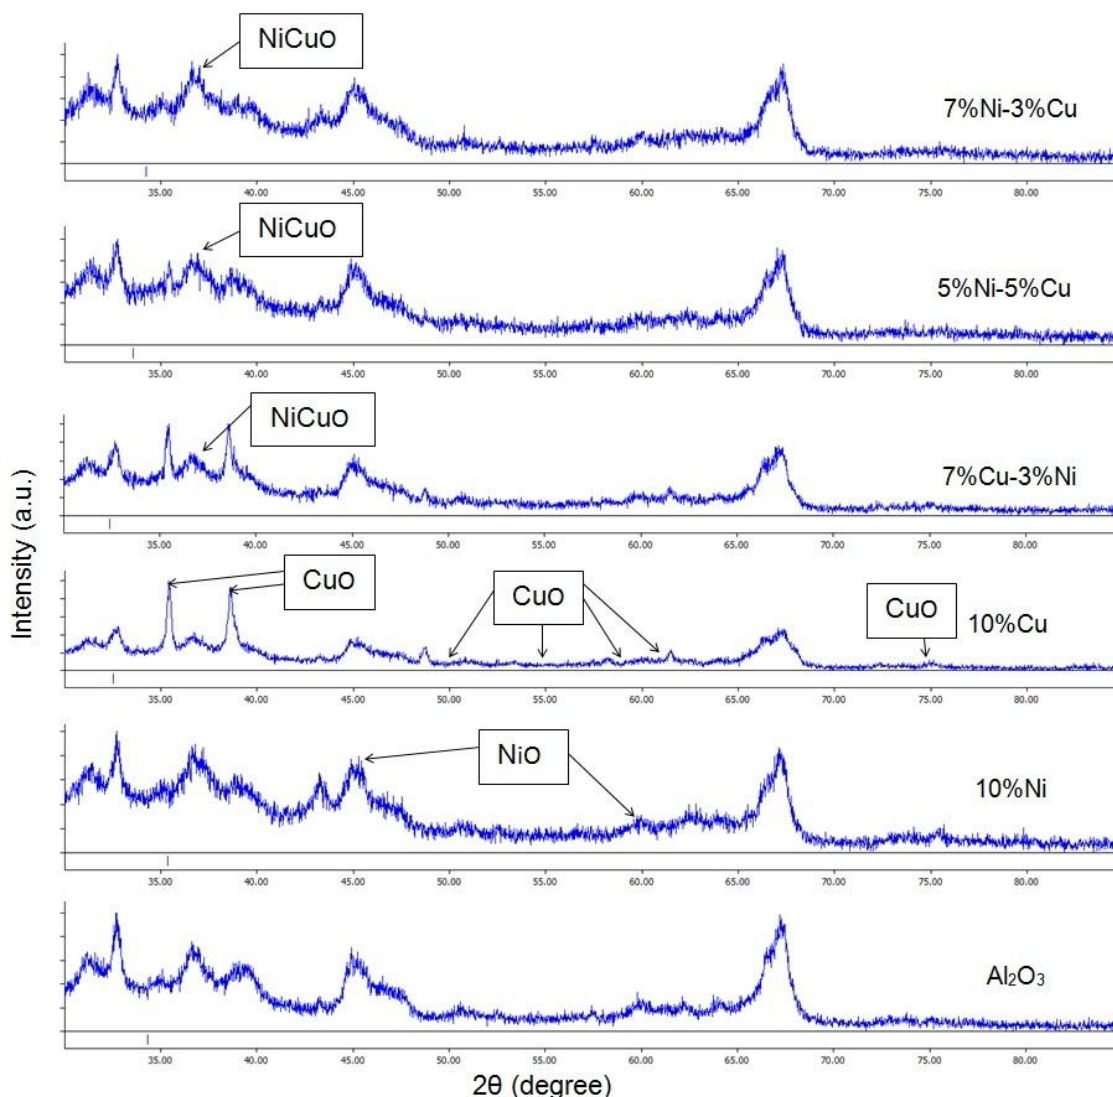 NiCuO
7%Ni-3%Cu
35.00 40.00 45.00 50.00 55.00 60.00 65.00 70.00 75.00 80.00
NiCuO
5%Ni-5%Cu
35.00 40.00 45.00 50.00 55.00 60.00 65.00 70.00 75.00 80.00
NiCuO
7%Cu-3%Ni
35.00 40.00 45.00 50.00 55.00 60.00 65.00 70.00 75.00 80.00
Intensity (a.u.)
CuO CuO CuO
10%Cu
35.00 40.00 45.00 50.00 55.00 60.00 65.00 70.00 75.00 80.00
NiO
10%Ni
35.00 40.00 45.00 50.00 55.00 60.00 65.00 70.00 75.00 80.00
Al₂O₃
35.00 40.00 45.00 50.00 55.00 60.00 65.00 70.00 75.00 80.00
2θ (degree)